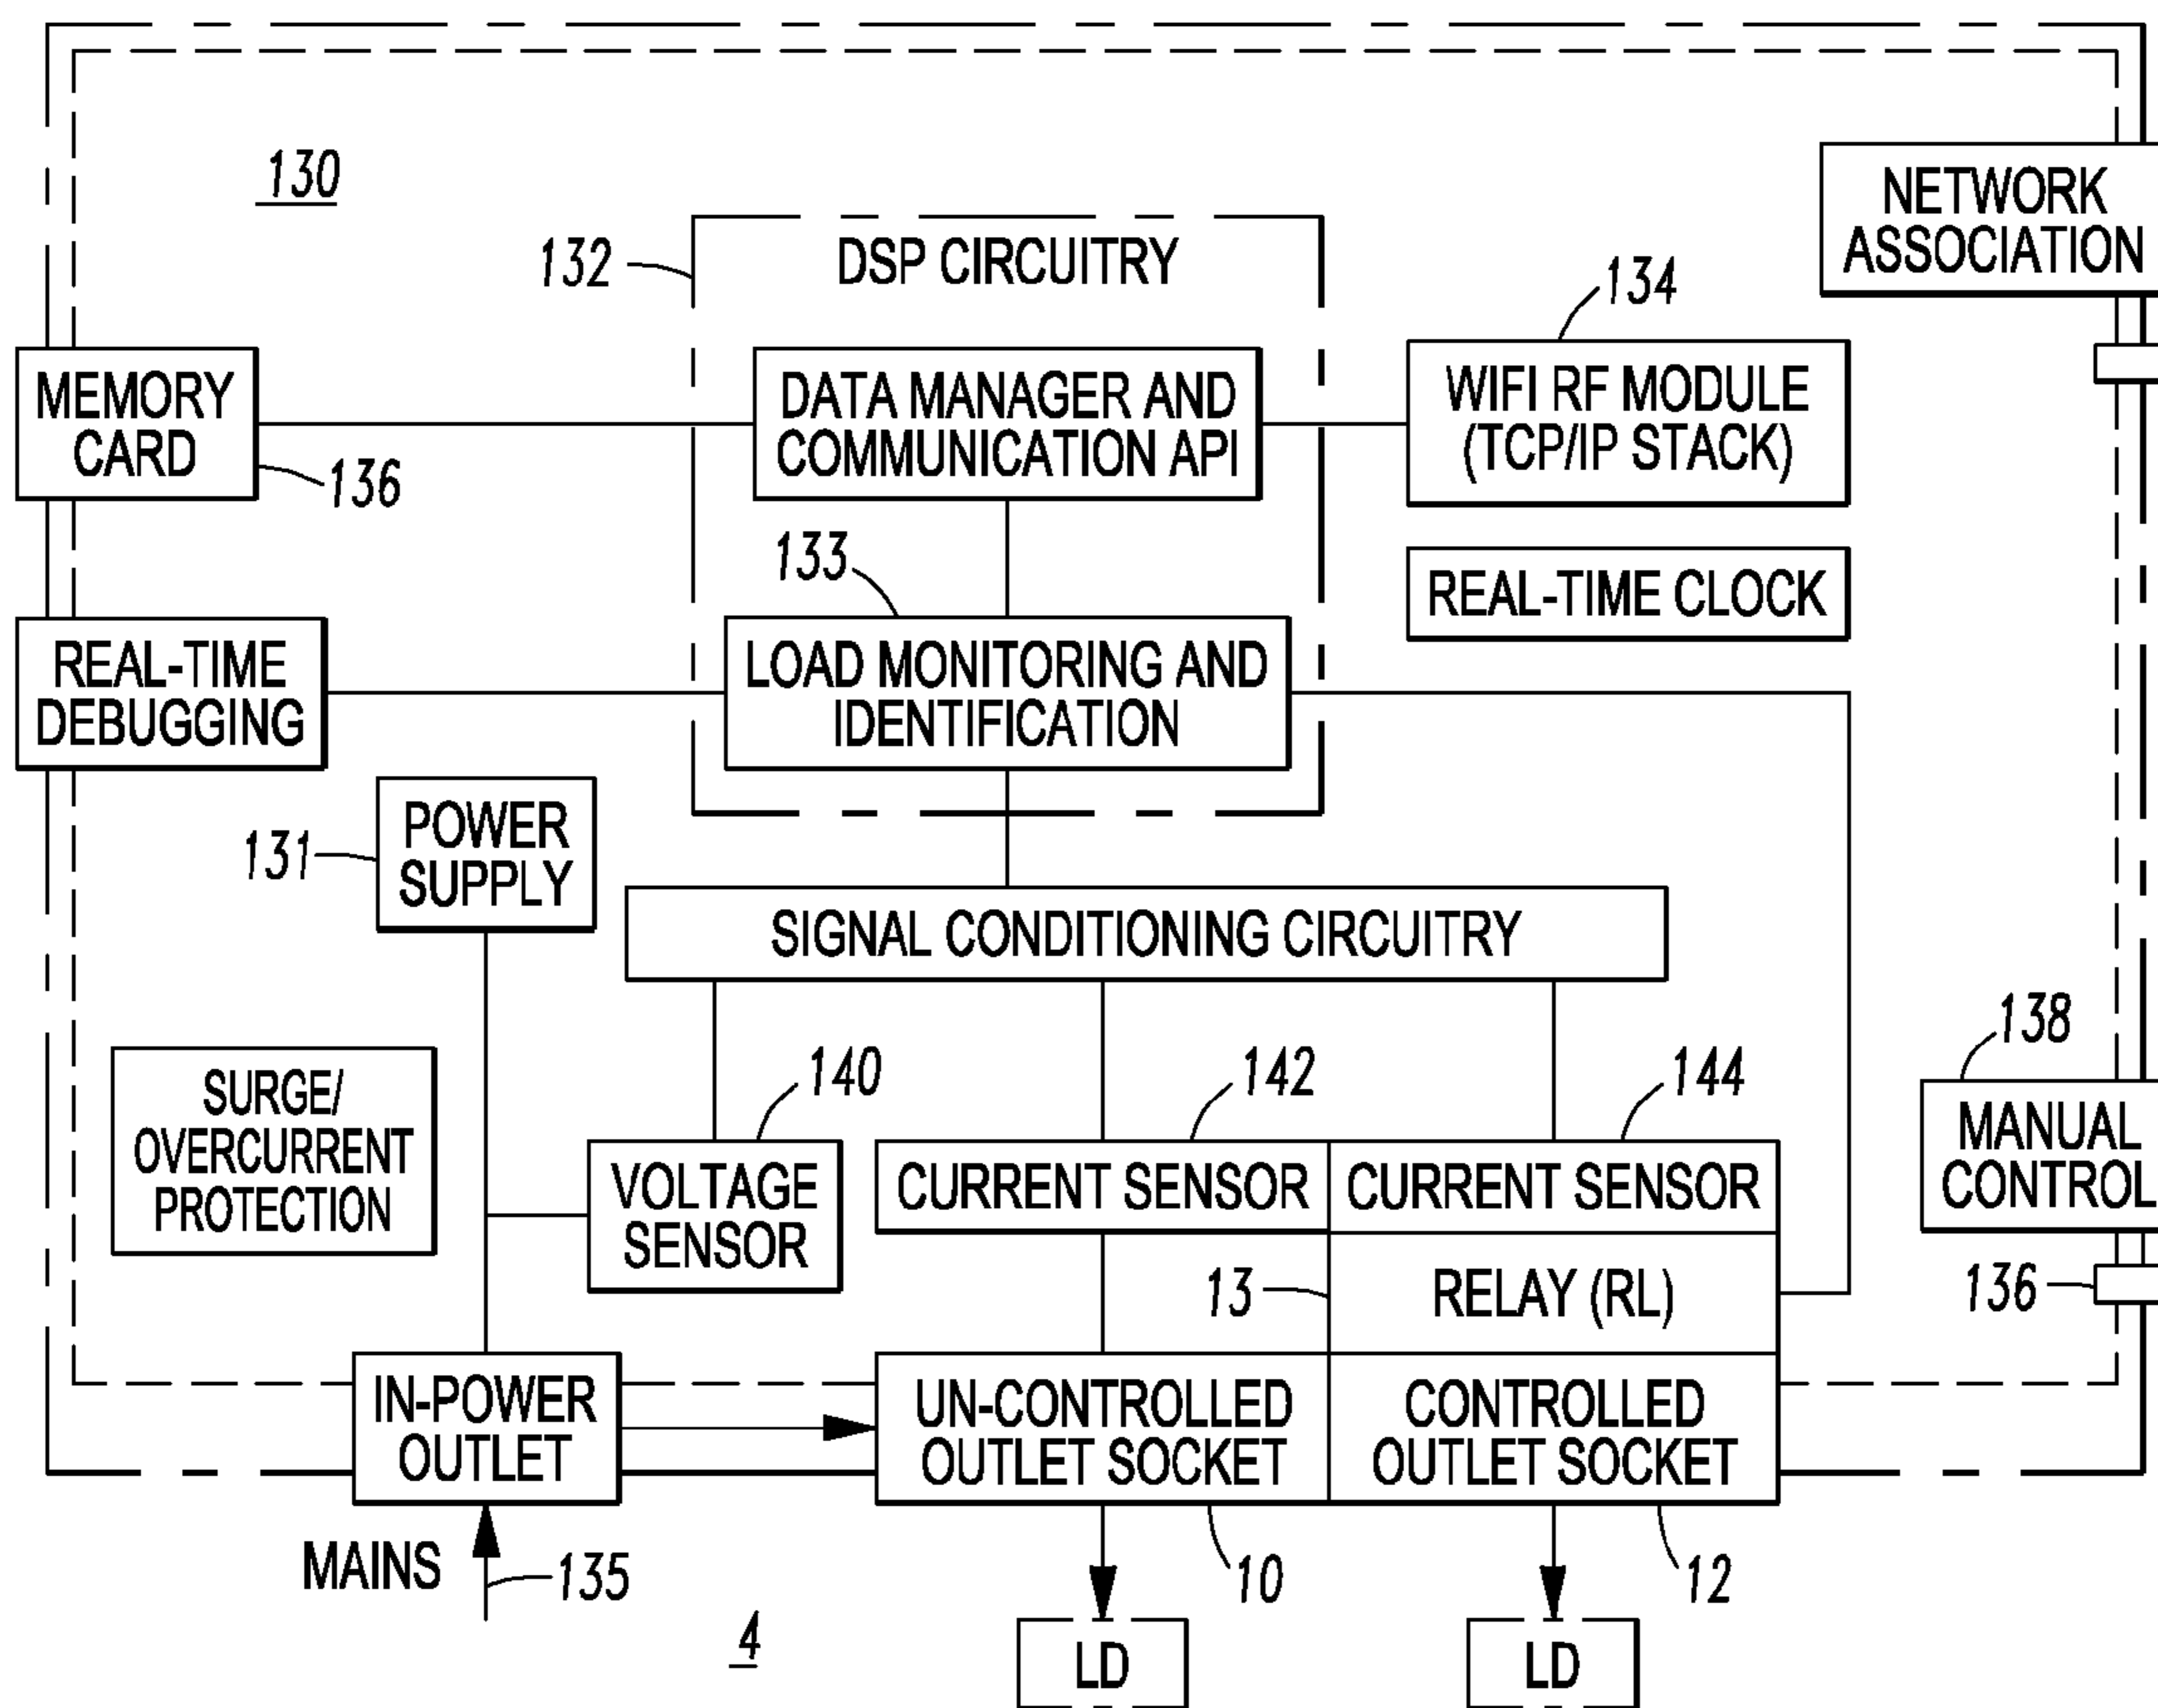 130
NETWORK
ASSOCIATION
132
DSP CIRCUITRY
134
MEMORY
CARD
136
DATA MANAGER AND
COMMUNICATION API
WIFI RF MODULE
(TCP/IP STACK)
133
REAL-TIME CLOCK
REAL-TIME
DEBUGGING
LOAD MONITORING AND
IDENTIFICATION
131
POWER
SUPPLY
SIGNAL CONDITIONING CIRCUITRY
138
SURGE/
OVERCURRENT
PROTECTION
140
142
144
VOLTAGE
SENSOR
CURRENT SENSOR
CURRENT SENSOR
MANUAL
CONTROL
13
RELAY (RL)
136
IN-POWER
OUTLET
UN-CONTROLLED
OUTLET SOCKET
CONTROLLED
OUTLET SOCKET
MAINS
135
10
12
4
LD
LD